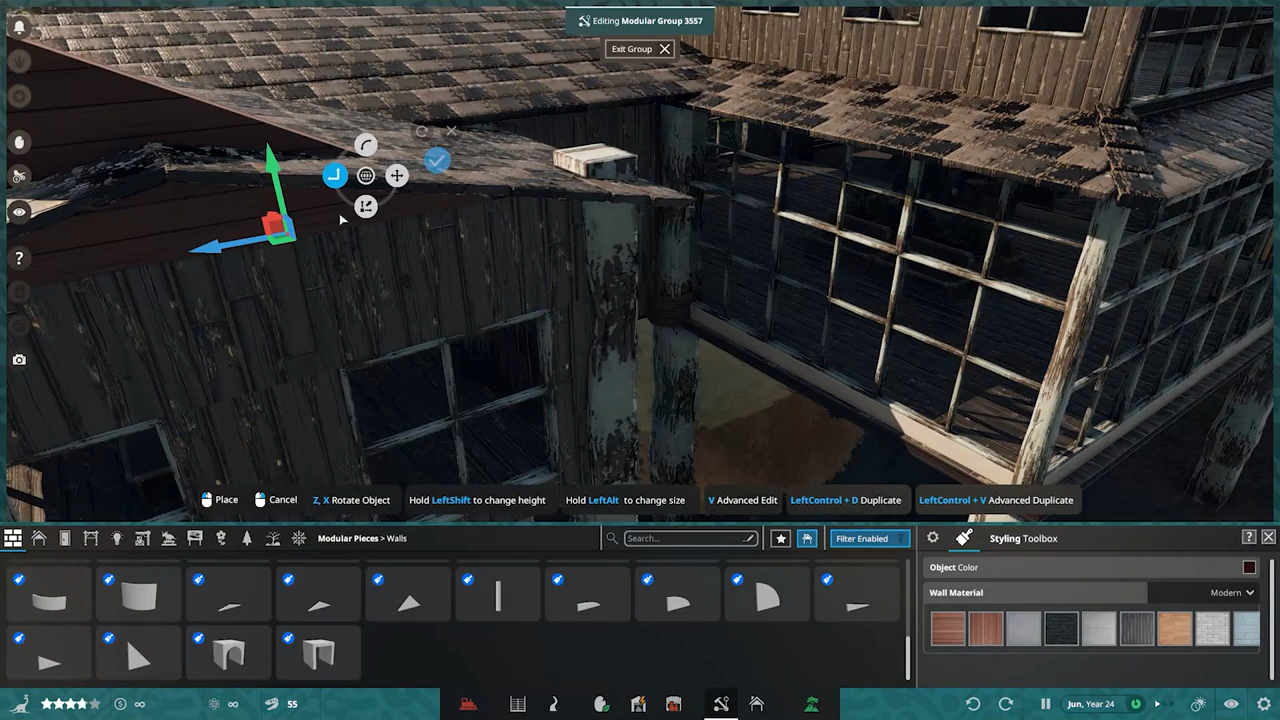 Editing Modular Group 3557
Exit Group
Place
Cancel
Z, X Rotate Object
Hold LeftShift to change height
Hold LeftAlt to change size
V Advanced Edit
LeftControl + D Duplicate
LeftControl + V Advanced Duplicate
Modular Pieces > Walls
Search...
Filter Enabled
Styling Toolbox
?
Object Color
Wall Material
Modern
?
$ ∞
∞
55
Jun, Year 24